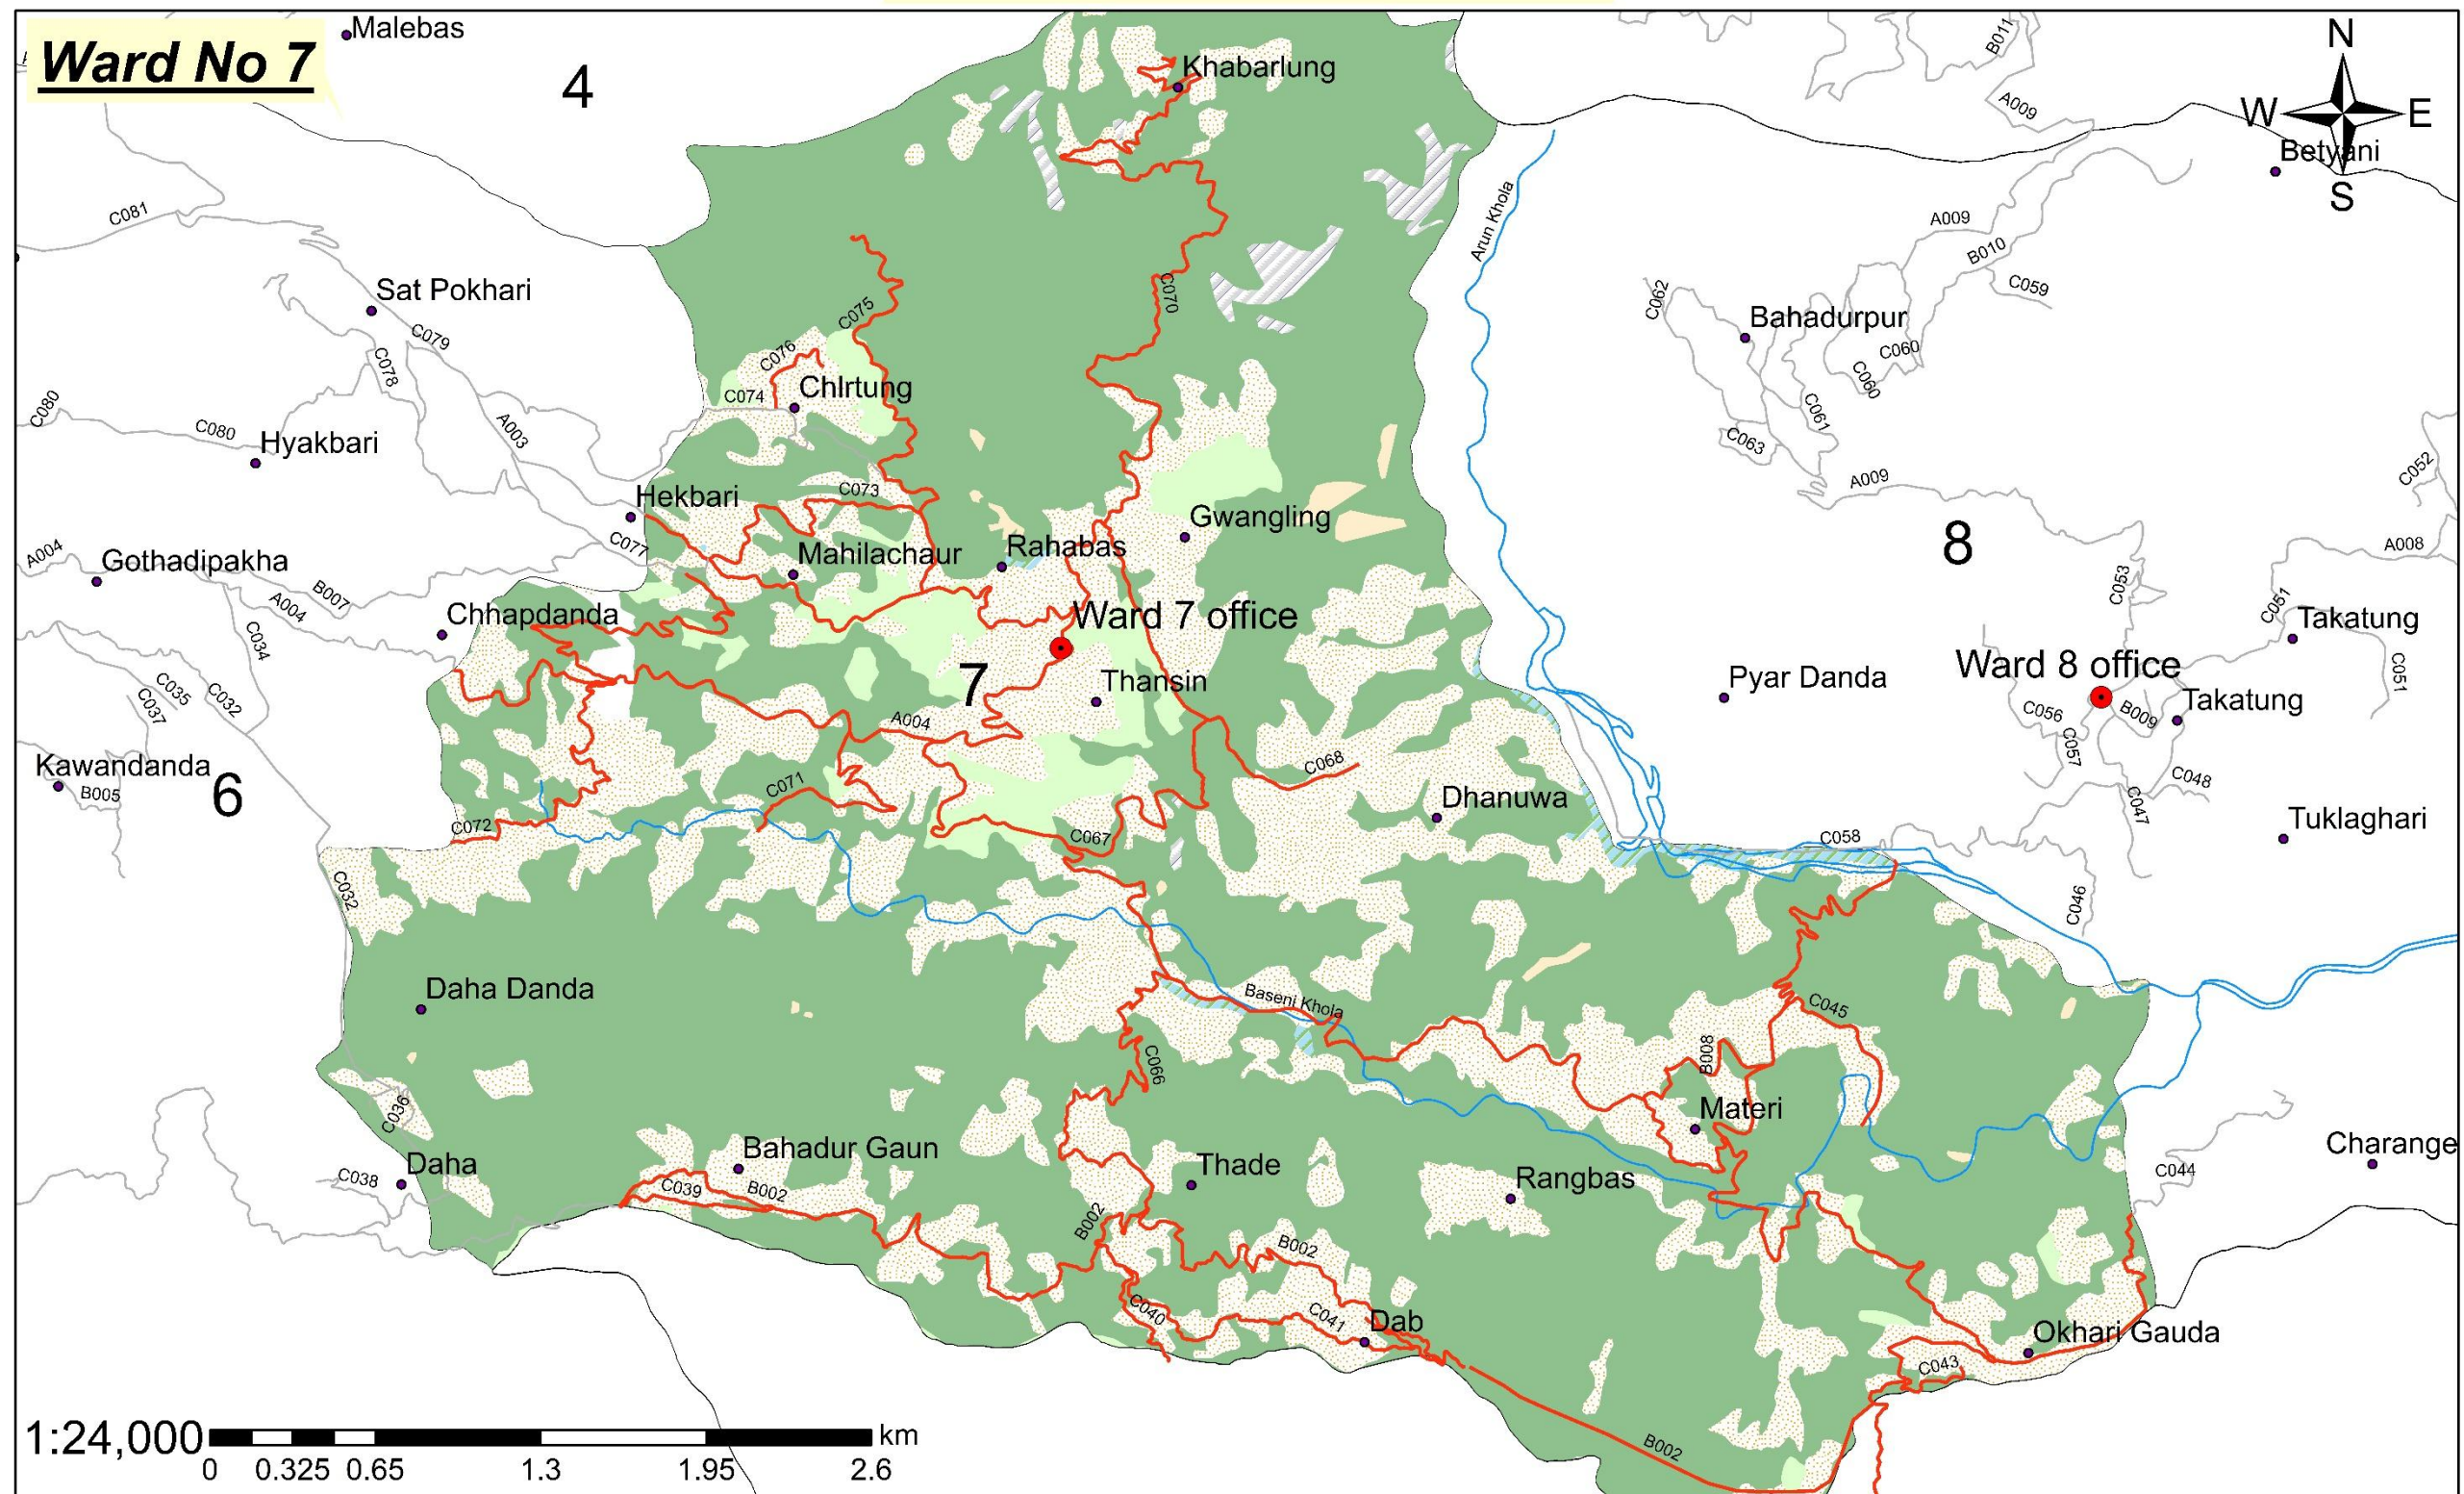 Malebas
Ward No 7
4
Khabarlung
B011
N
A009
W
E
Betyani
S
Arun Khola
C081
A009
B010
C059
Sat Pokhari
C070
C062
C075
Bahadurpur
C079
C076
C060
C078
C060
C074
ChIrtung
C061
C080
C080
A003
Hyakbari
C063
C052
A009
C073
Hekbari
Gwangling
8
C077
A004
Gothadipakha
Mahilachaur
Rahabas
A008
B007
A004
C053
C051
Chhapdanda
Ward 7 office
Takatung
C034
Ward 8 office
C051
7
Thansin
Pyar Danda
C035
C032
C037
Takatung
C056
B009
A004
C057
Kawandanda
C068
6
B005
C071
Dhanuwa
C048
C047
Tuklaghari
C072
C067
C058
C032
C046
Daha Danda
Baseni Khola
C045
C066
B008
C036
Materi
Bahadur Gaun
Thade
Charange
Daha
Rangbas
C044
C038
C039
B002
B002
B002
C040
C041
Dab
Okhari Gauda
C043
1:24,000
km
B002
0 0.325 0.65 1.3 1.95 2.6